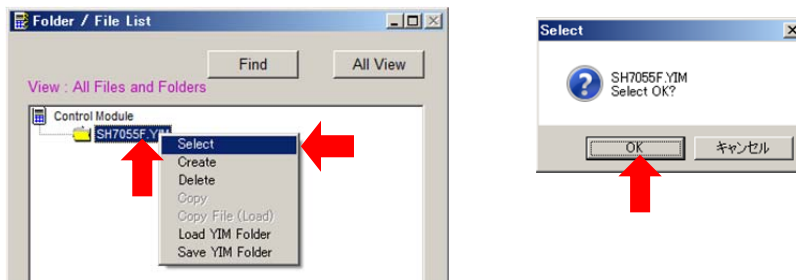 Folder / File List
Find
All View
View : All Files and Folders
Control Module
SH7055F.YIM
Select
Create
Delete
Copy
Copy File (Load)
Load YIM Folder
Save YIM Folder
Select
SH7055F.YIM
Select OK?
OK
キャンセル